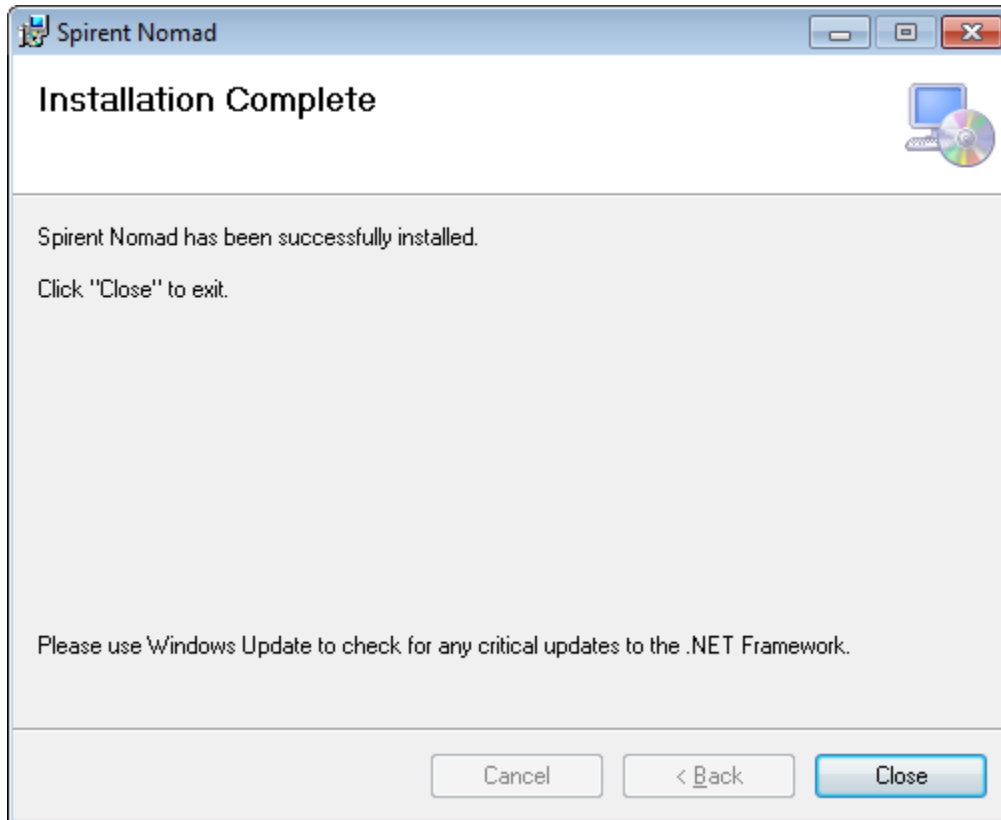 Spirent Nomad
Installation Complete
Spirent Nomad has been successfully installed.
Click "Close" to exit.
Please use Windows Update to check for any critical updates to the .NET Framework.
Cancel
< Back
Close